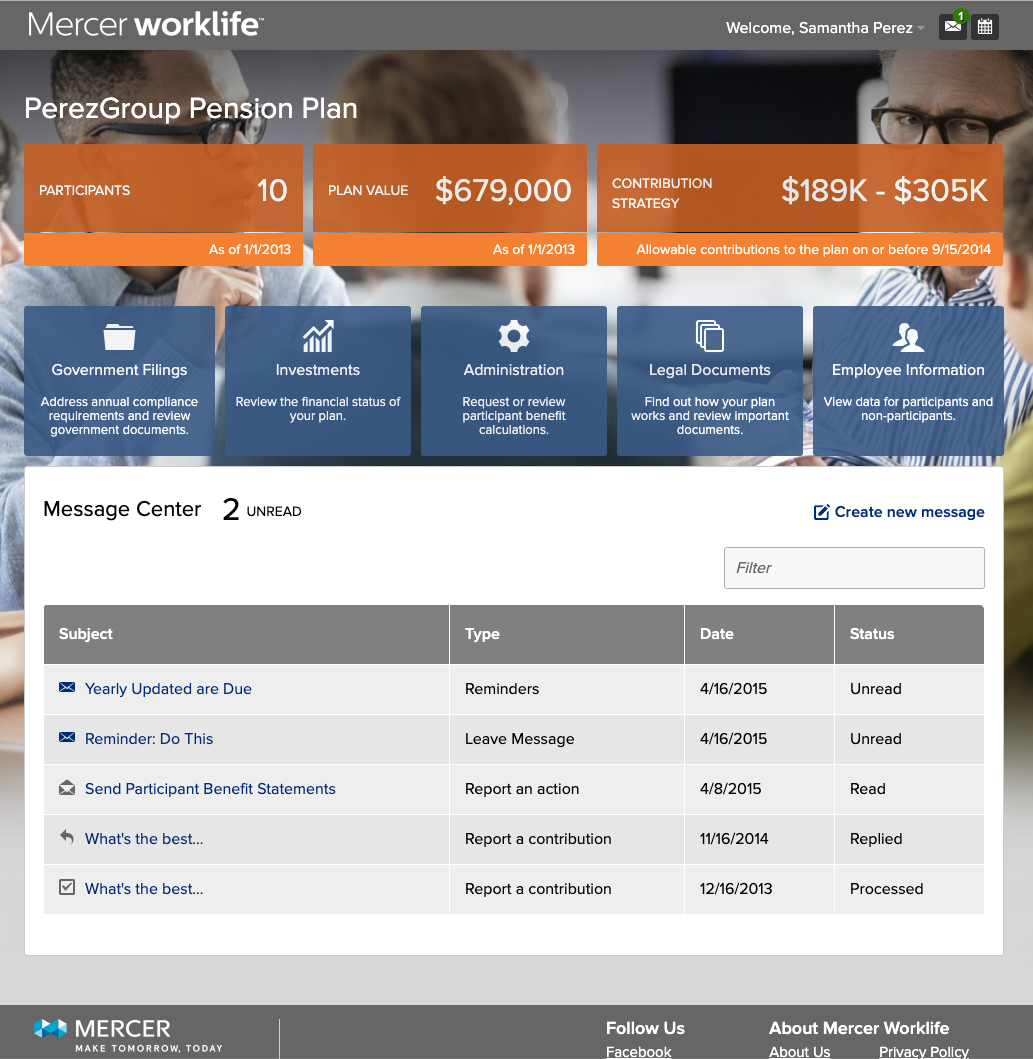 Mercer worklife™
Welcome, Samantha Perez
1
PerezGroup Pension Plan
PARTICIPANTS
10
As of 1/1/2013
PLAN VALUE
$679,000
As of 1/1/2013
CONTRIBUTION
STRATEGY
$189K - $305K
Allowable contributions to the plan on or before 9/15/2014
Government Filings
Address annual compliance
requirements and review
government documents.
Investments
Review the financial status of
your plan.
Administration
Request or review
participant benefit
calculations.
Legal Documents
Find out how your plan
works and review important
documents.
Employee Information
View data for participants and
non-participants.
Message Center 2 UNREAD
Create new message
Filter
Subject Type Date Status
Yearly Updated are Due Reminders 4/16/2015 Unread
Reminder: Do This Leave Message 4/16/2015 Unread
Send Participant Benefit Statements Report an action 4/8/2015 Read
What's the best... Report a contribution 11/16/2014 Replied
What's the best... Report a contribution 12/16/2013 Processed
MERCER
MAKE TOMORROW, TODAY
Follow Us
Facebook
About Mercer Worklife
About Us Privacy Policy